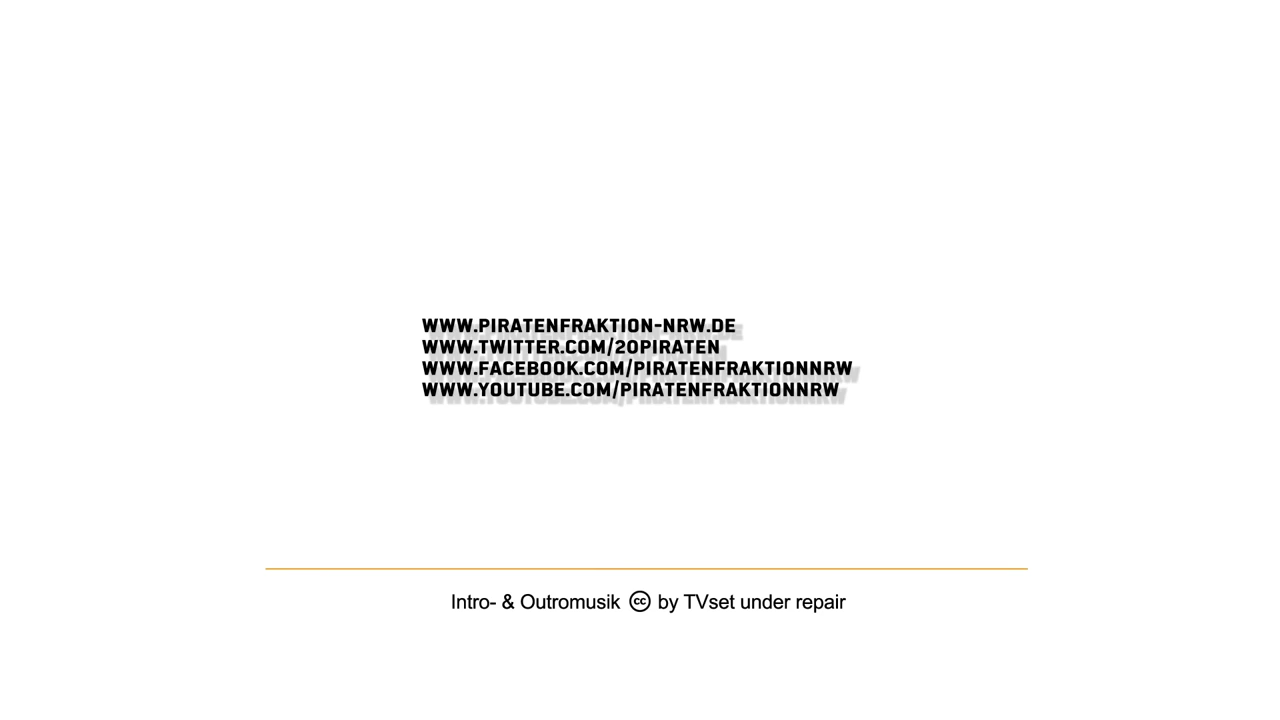 WWW.PIRATENFRAKTION-NRW.DE
WWW.TWITTER.COM/20PIRATEN
WWW.FACEBOOK.COM/PIRATENFRAKTIONNRW
WWW.YOUTUBE.COM/PIRATENFRAKTIONNRW
Intro- & Outromusik cc by TVset under repair